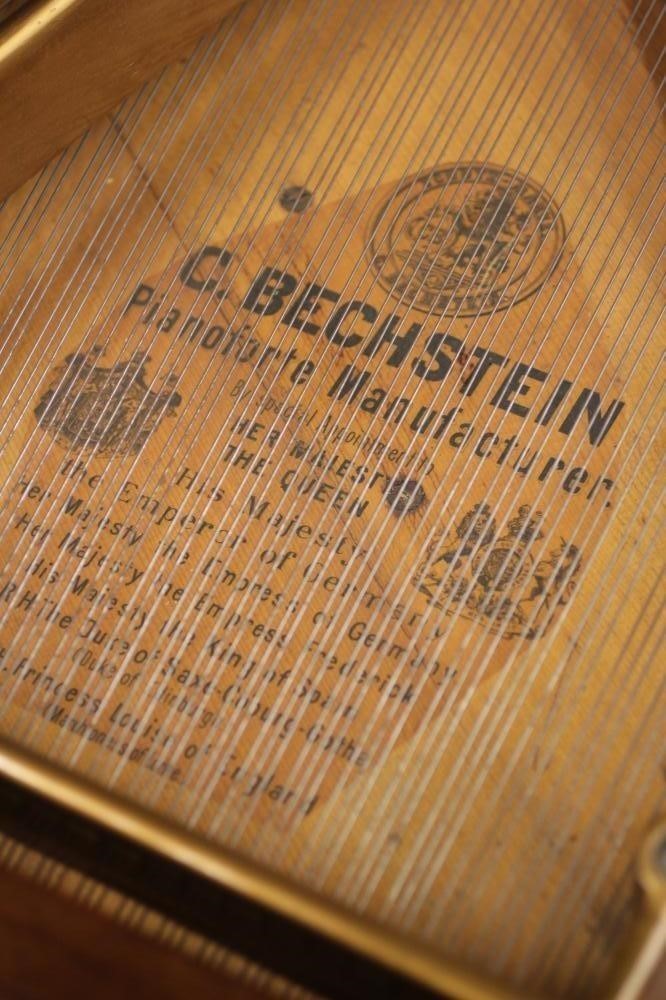 C. BECHSTEIN
Pianoforte Manufacturer,
By Special Appointment to
HER MAJESTY
THE QUEEN
His Majesty
the Emperor of Germany
Her Majesty the Empress of Germany
Her Majesty the Empress Frederick
His Majesty the King of Spain
R.H The Duke of Saxe-Coburg-Gotha
(Duke of Edinburgh)
Princess Louise of England
(Marchioness of Lorne